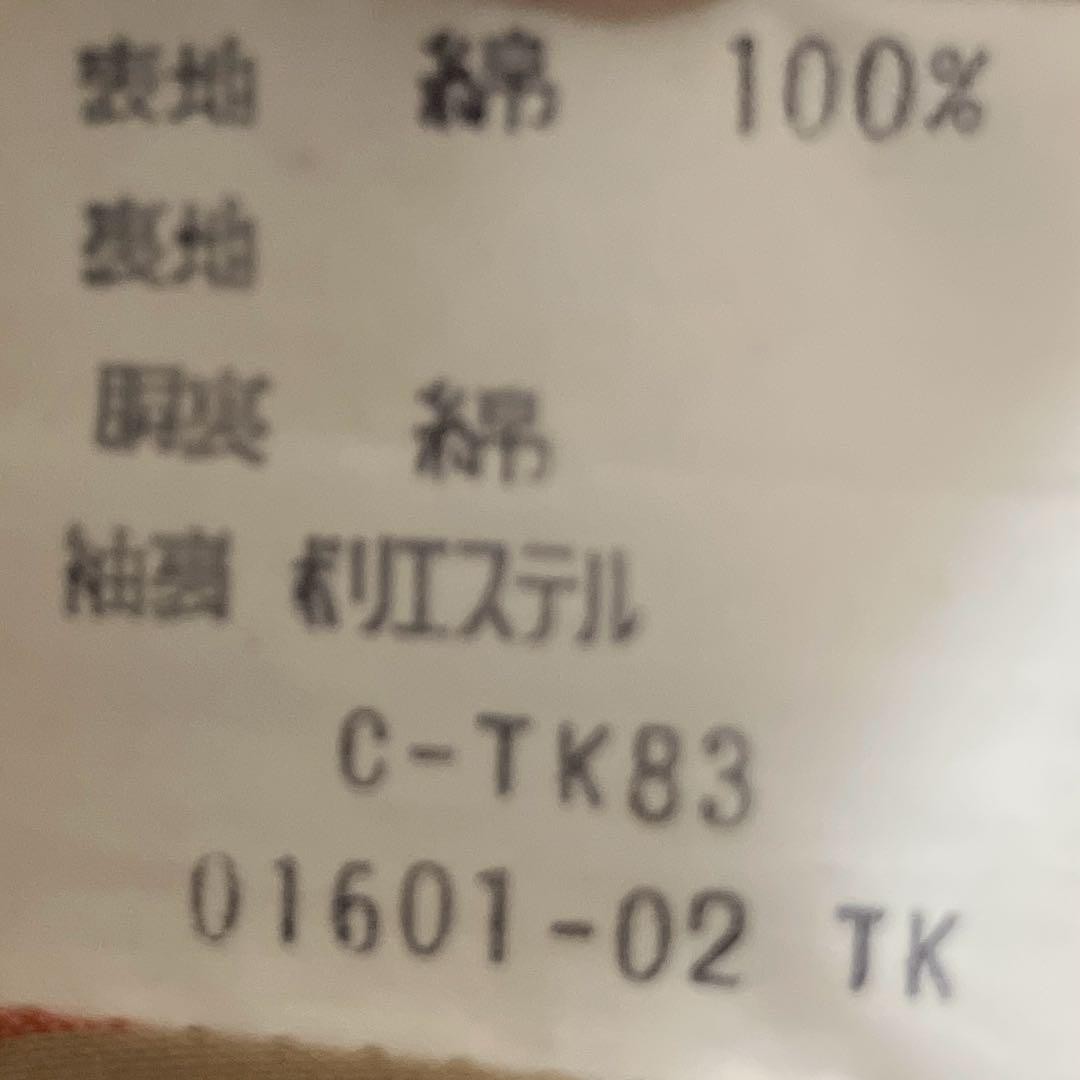 表地 綿 100%
裏地
胴裏 綿
袖裏 ポリエステル
C-TK83
01601-02 TK